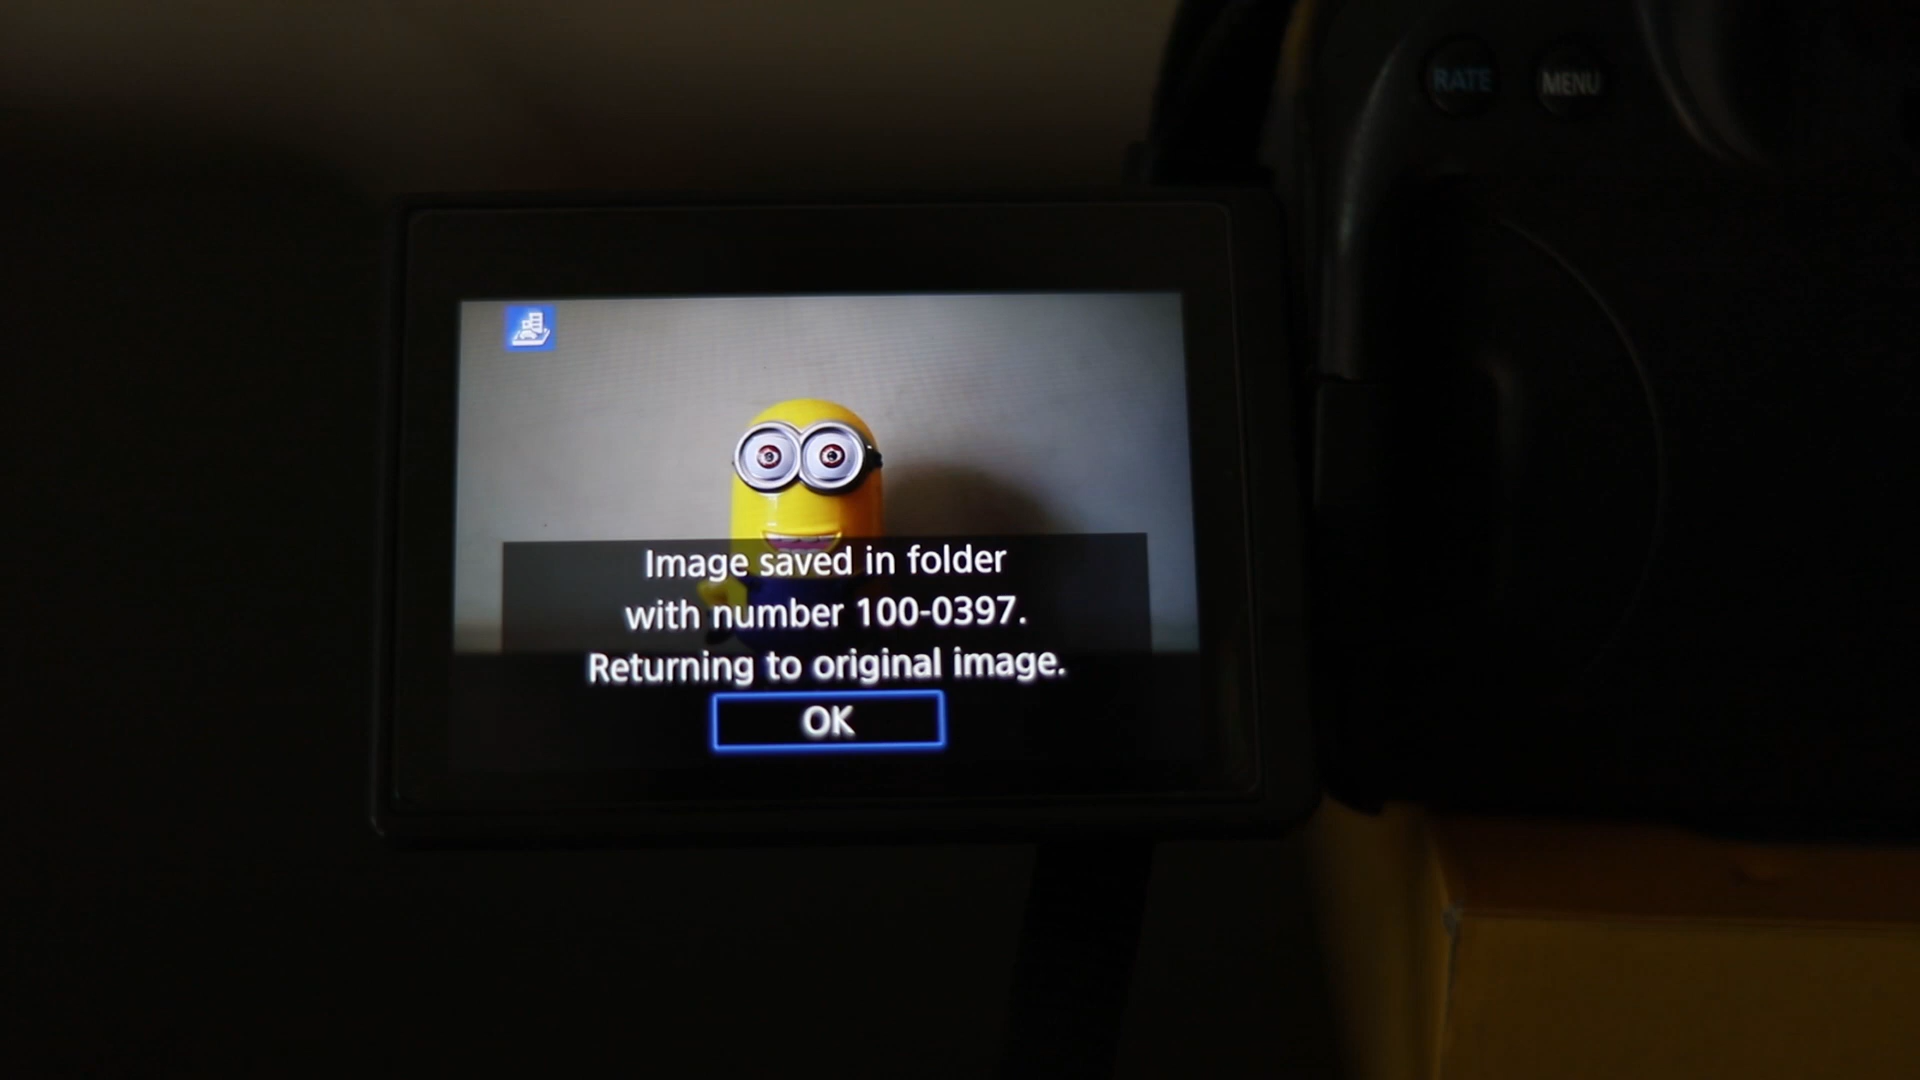 RATE MENU
Image saved in folder
with number 100-0397.
Returning to original image.
OK